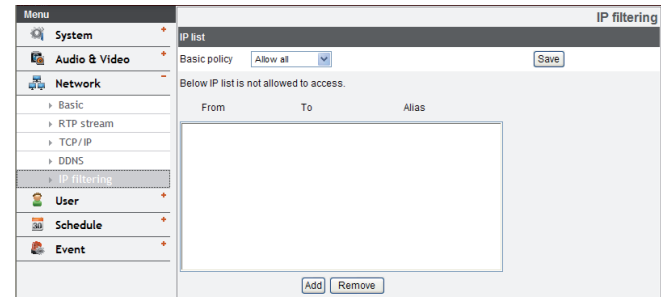 Menu
IP filtering
System +
Audio & Video +
Network -
Basic
RTP stream
TCP/IP
DDNS
IP filtering
User +
30 Schedule +
Event +
IP list
Basic policy Allow all Save
Below IP list is not allowed to access.
From To Alias
Add Remove